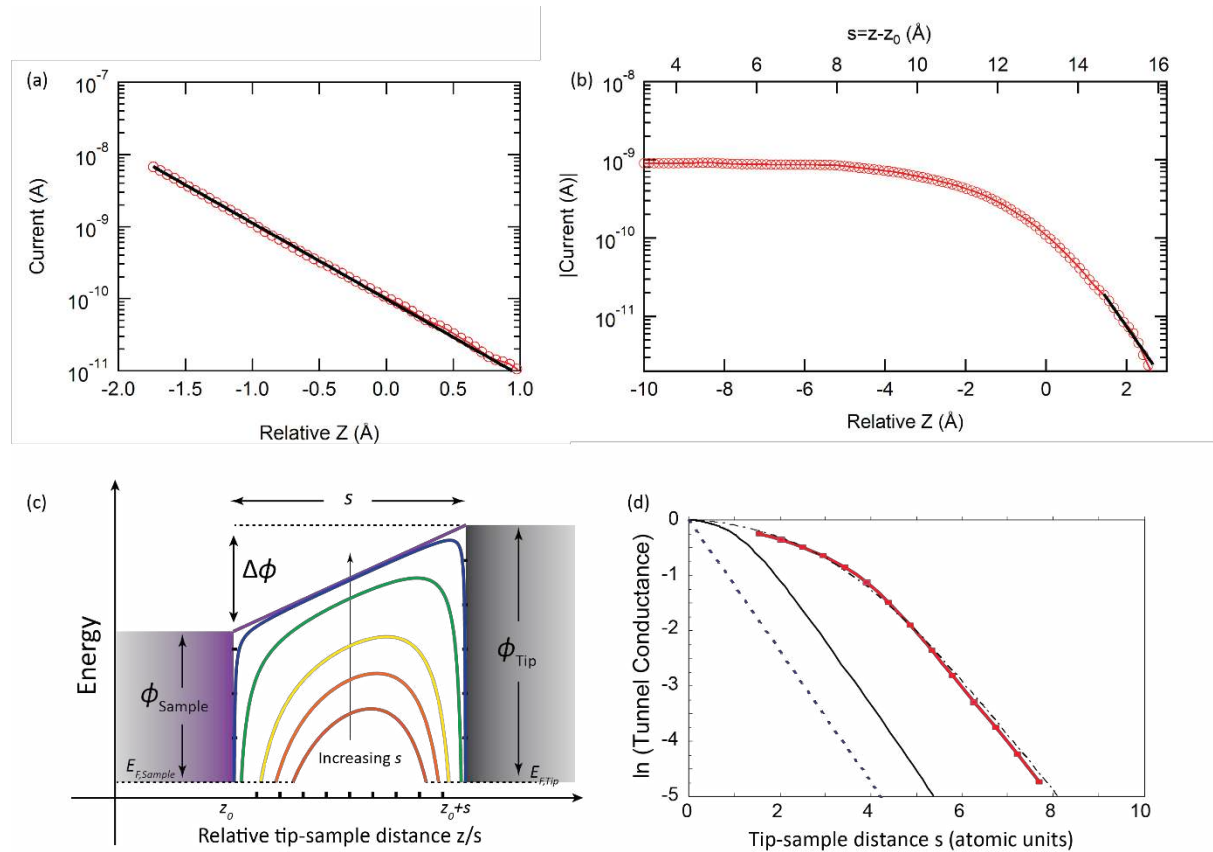 (a)
10⁻⁷
10⁻⁸
10⁻⁹
10⁻¹⁰
10⁻¹¹
Current (A)
-2.0 -1.5 -1.0 -0.5 0.0 0.5 1.0
Relative Z (Å)
(b)
s=z-z₀ (Å)
4 6 8 10 12 14 16
10⁻⁸
10⁻⁹
10⁻¹⁰
10⁻¹¹
|Current (A)|
-10 -8 -6 -4 -2 0 2
Relative Z (Å)
(c)
s
Δϕ
Energy
ϕSample
ϕTip
Increasing s
EF,Sample
EF,Tip
z₀
z₀+s
Relative tip-sample distance z/s
(d)
0
-1
-2
-3
-4
-5
ln (Tunnel Conductance)
0 2 4 6 8 10
Tip-sample distance s (atomic units)